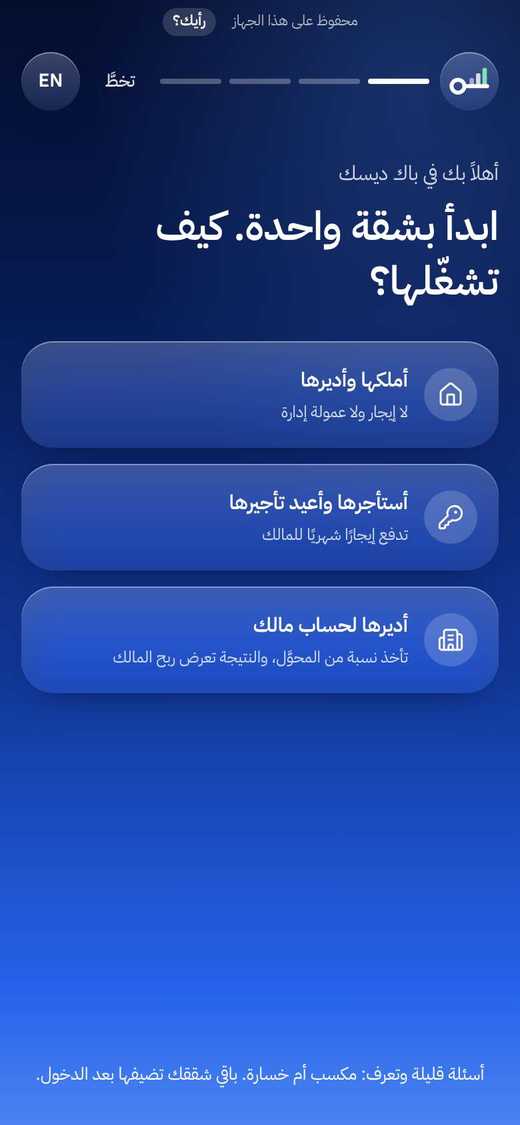 محفوظ على هذا الجهاز رأيك؟
تخطَّ EN
أهلاً بك في باك ديسك
ابدأ بشقة واحدة. كيف
تشغّلها؟
أملكها وأديرها
لا إيجار ولا عمولة إدارة
أستأجرها وأعيد تأجيرها
تدفع إيجارًا شهريًا للمالك
أديرها لحساب مالك
تأخذ نسبة من المحوَّل، والنتيجة تعرض ربح المالك
أسئلة قليلة وتعرف: مكسب أم خسارة. باقي شققك تضيفها بعد الدخول.